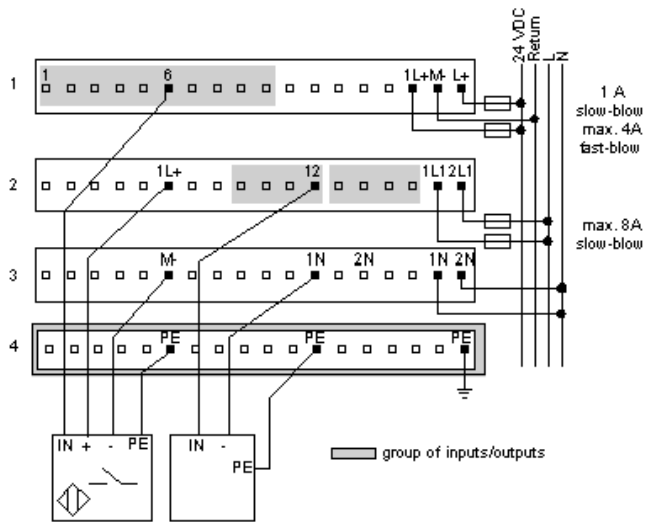 24 VDC
Return
L
N
1 6 1L+ M- L+
1
1 A
slow-blow
max. 4A
fast-blow
1L+ 12 1L1 2L1
2
max. 8A
slow-blow
M- 1N 2N 1N 2N
3
PE PE PE
4
IN + - PE
IN -
PE
group of inputs/outputs